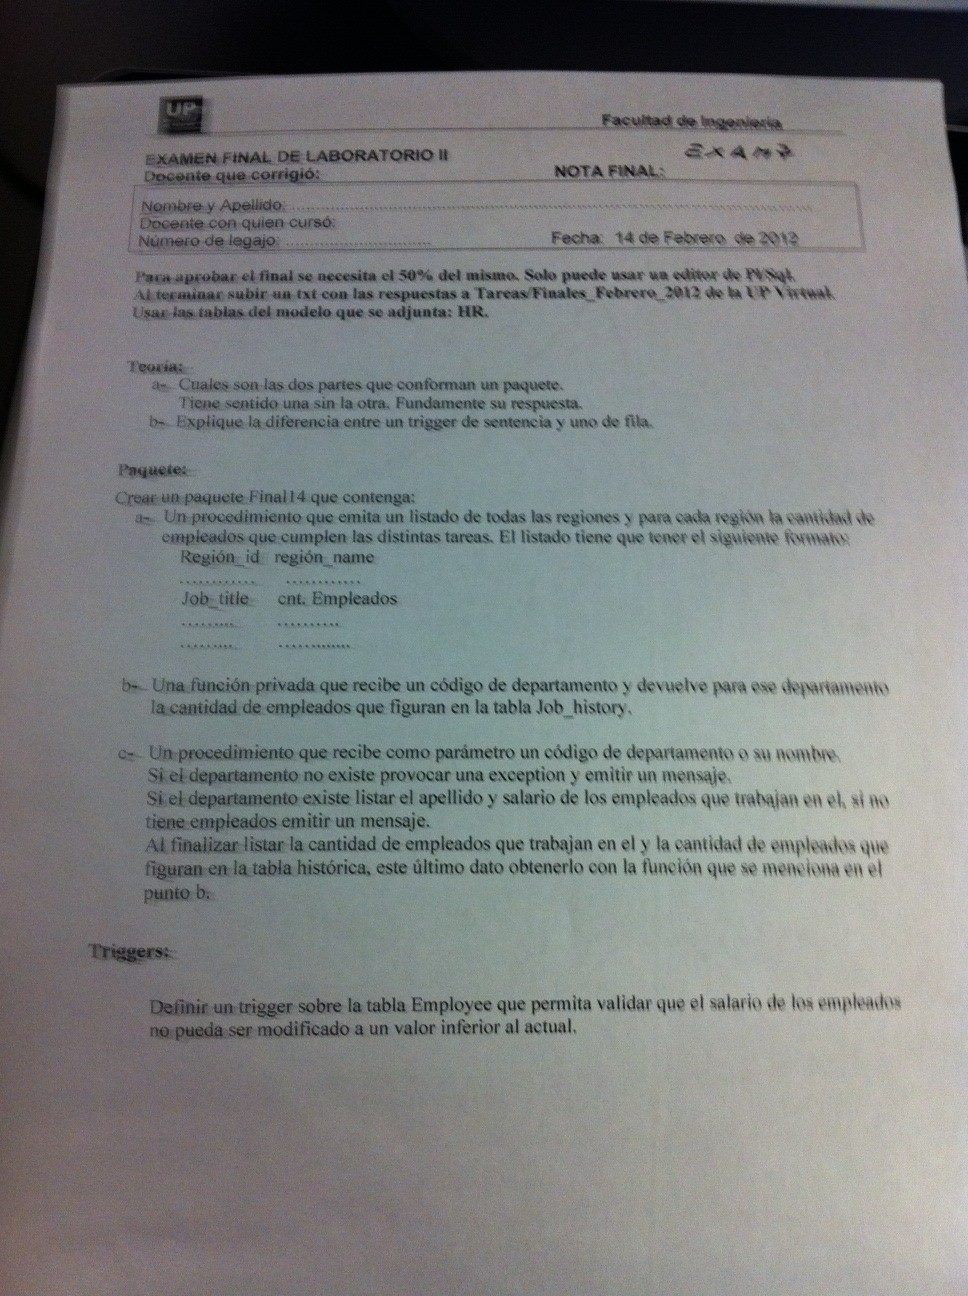 UP
Facultad de Ingeniería
EXAMEN FINAL DE LABORATORIO II
Docente que corrigió:
NOTA FINAL:
Nombre y Apellido: ..........
Docente con quien cursó:
Número de legajo: ..........
Fecha: 14 de Febrero de 2012
Para aprobar el final se necesita el 50% del mismo. Solo puede usar un editor de Pl/Sql.
Al terminar subir un txt con las respuestas a Tareas/Finales_Febrero_2012 de la UP Virtual.
Usar las tablas del modelo que se adjunta: HR.
Teoría:
a- Cuales son las dos partes que conforman un paquete.
Tiene sentido una sin la otra. Fundamente su respuesta.
b- Explique la diferencia entre un trigger de sentencia y uno de fila.
Paquete:
Crear un paquete Final14 que contenga:
a- Un procedimiento que emita un listado de todas las regiones y para cada región la cantidad de
empleados que cumplen las distintas tareas. El listado tiene que tener el siguiente formato:
Región_id región_name
............ ............
Job_title cnt. Empleados
......... ..........
......... ............
b- Una función privada que recibe un código de departamento y devuelve para ese departamento
la cantidad de empleados que figuran en la tabla Job_history.
c- Un procedimiento que recibe como parámetro un código de departamento o su nombre.
Si el departamento no existe provocar una exception y emitir un mensaje.
Si el departamento existe listar el apellido y salario de los empleados que trabajan en el, si no
tiene empleados emitir un mensaje.
Al finalizar listar la cantidad de empleados que trabajan en el y la cantidad de empleados que
figuran en la tabla histórica, este último dato obtenerlo con la función que se menciona en el
punto b.
Triggers:
Definir un trigger sobre la tabla Employee que permita validar que el salario de los empleados
no pueda ser modificado a un valor inferior al actual.